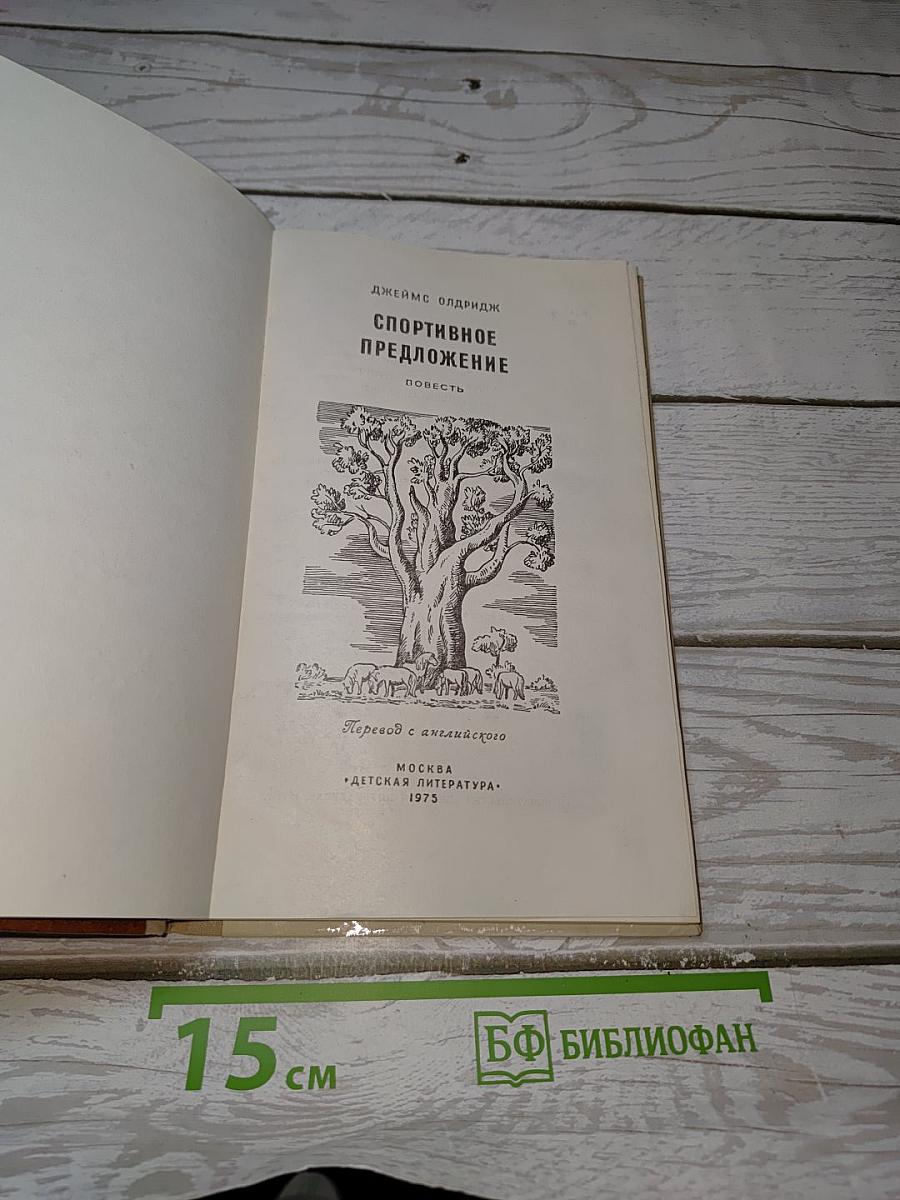 ДЖЕЙМС ОЛДРИДЖ
СПОРТИВНОЕ
ПРЕДЛОЖЕНИЕ
ПОВЕСТЬ
Перевод с английского
МОСКВА
«ДЕТСКАЯ ЛИТЕРАТУРА»
1975
15 см
БФ БИБЛИОФАН